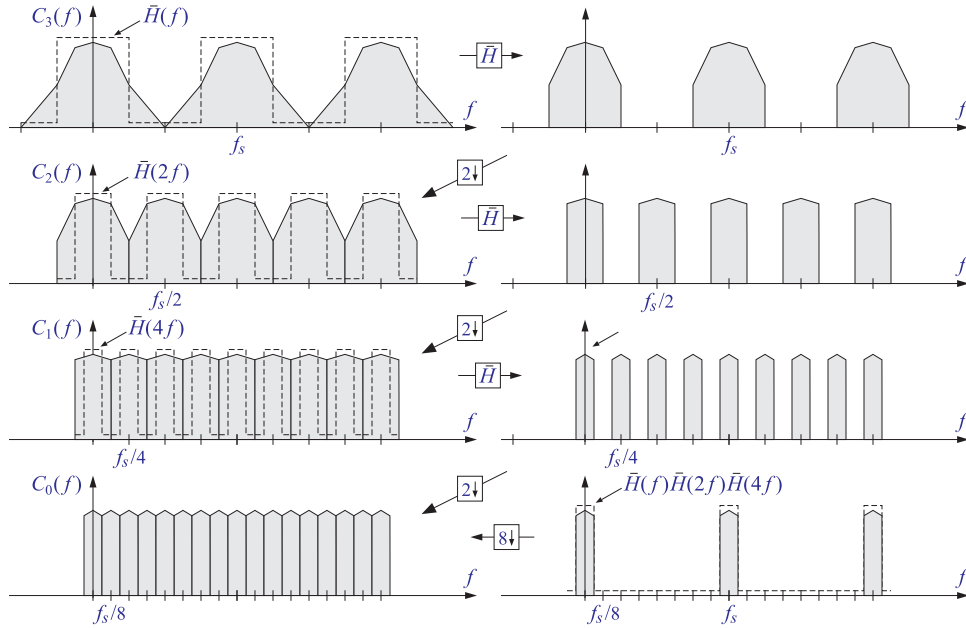 C₃(f) H̄(f) H̄ f f
fₛ fₛ
C₂(f) H̄(2f) 2↓ H̄ f f
fₛ/2 fₛ/2
C₁(f) H̄(4f) 2↓ H̄ f f
fₛ/4 fₛ/4
C₀(f) 2↓ H̄(f)H̄(2f)H̄(4f)
8↓ f f
fₛ/8 fₛ/8 fₛ